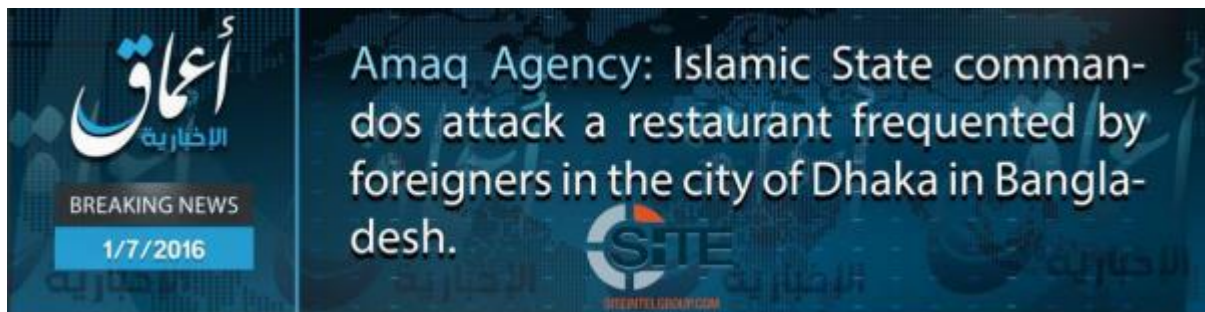 أعماق
الإخبارية
BREAKING NEWS
1/7/2016
Amaq Agency: Islamic State comman-
dos attack a restaurant frequented by
foreigners in the city of Dhaka in Bangla-
desh.
SITE
SITEINTELGROUP.COM